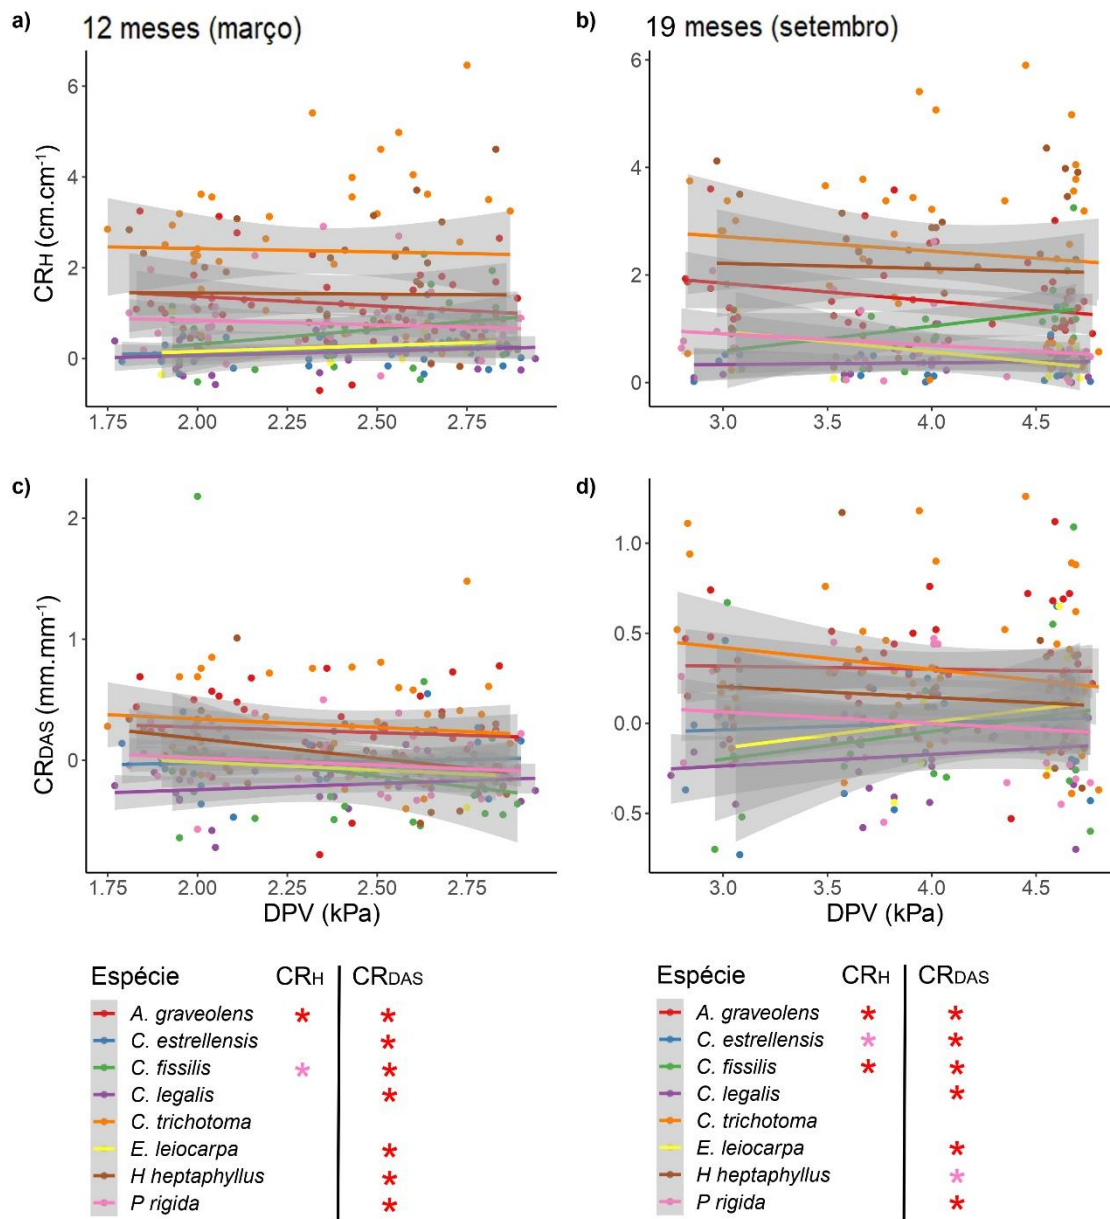 a)
12 meses (março)
b)
19 meses (setembro)
CRH (cm.cm-1)
6
4
2
0
1.75 2.00 2.25 2.50 2.75
6
4
2
0
3.0 3.5 4.0 4.5
c)
d)
CRDAS (mm.mm-1)
2
1
0
1.75 2.00 2.25 2.50 2.75
DPV (kPa)
1.0
0.5
0.0
0.5
3.0 3.5 4.0 4.5
DPV (kPa)
Espécie CRH CRDAS
A. graveolens * *
C. estrellensis *
C. fissilis * *
C. legalis *
C. trichotoma
E. leiocarpa *
H heptaphyllus *
P rigida *
Espécie CRH CRDAS
A. graveolens * *
C. estrellensis * *
C. fissilis * *
C. legalis *
C. trichotoma
E. leiocarpa *
H heptaphyllus *
P rigida *